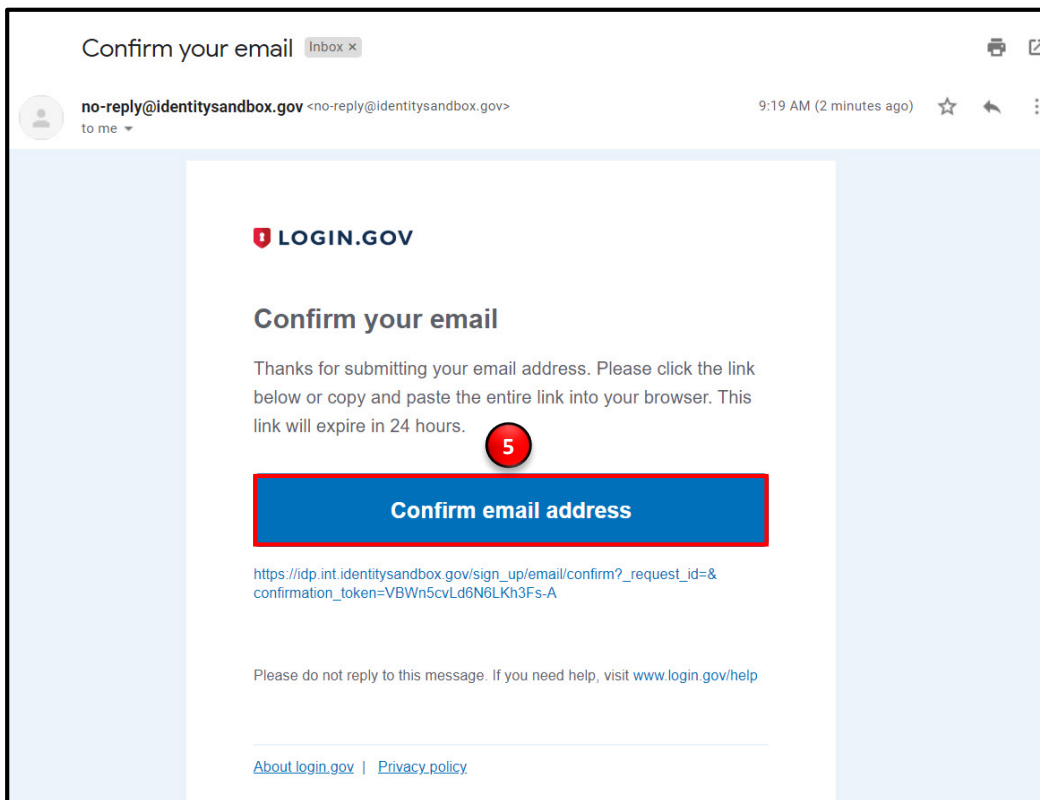 Confirm your email Inbox ×
no-reply@identitysandbox.gov <no-reply@identitysandbox.gov> 9:19 AM (2 minutes ago)
to me
LOGIN.GOV
Confirm your email
Thanks for submitting your email address. Please click the link
below or copy and paste the entire link into your browser. This
link will expire in 24 hours.
5
Confirm email address
https://idp.int.identitysandbox.gov/sign_up/email/confirm?_request_id=&
confirmation_token=VBWn5cvLd6N6LKh3Fs-A
Please do not reply to this message. If you need help, visit www.login.gov/help
About login.gov | Privacy policy